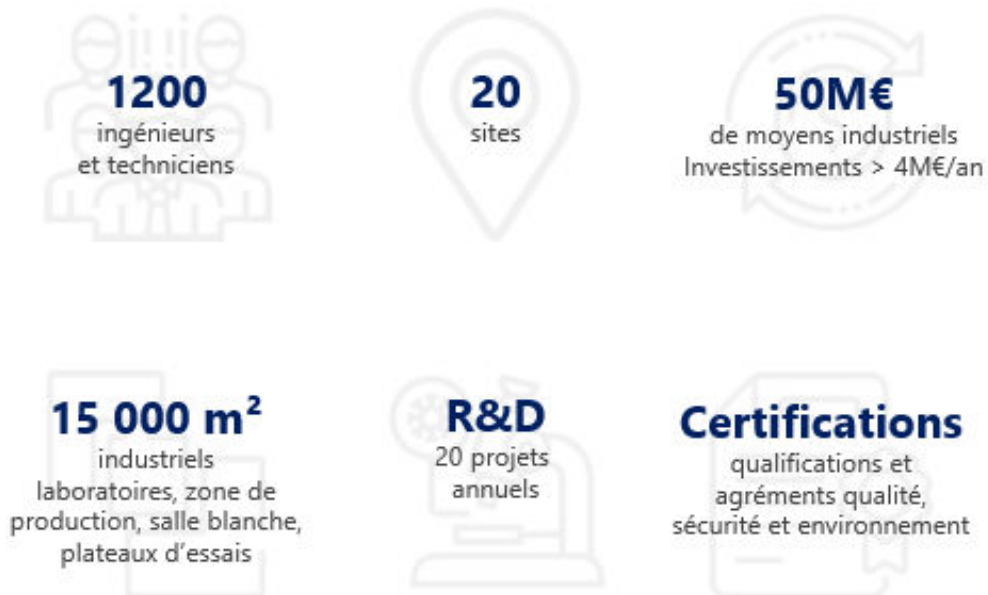 1200
ingénieurs
et techniciens
20
sites
50M€
de moyens industriels
Investissements > 4M€/an
15 000 m²
industriels
laboratoires, zone de
production, salle blanche,
plateaux d'essais
R&D
20 projets
annuels
Certifications
qualifications et
agréments qualité,
sécurité et environnement